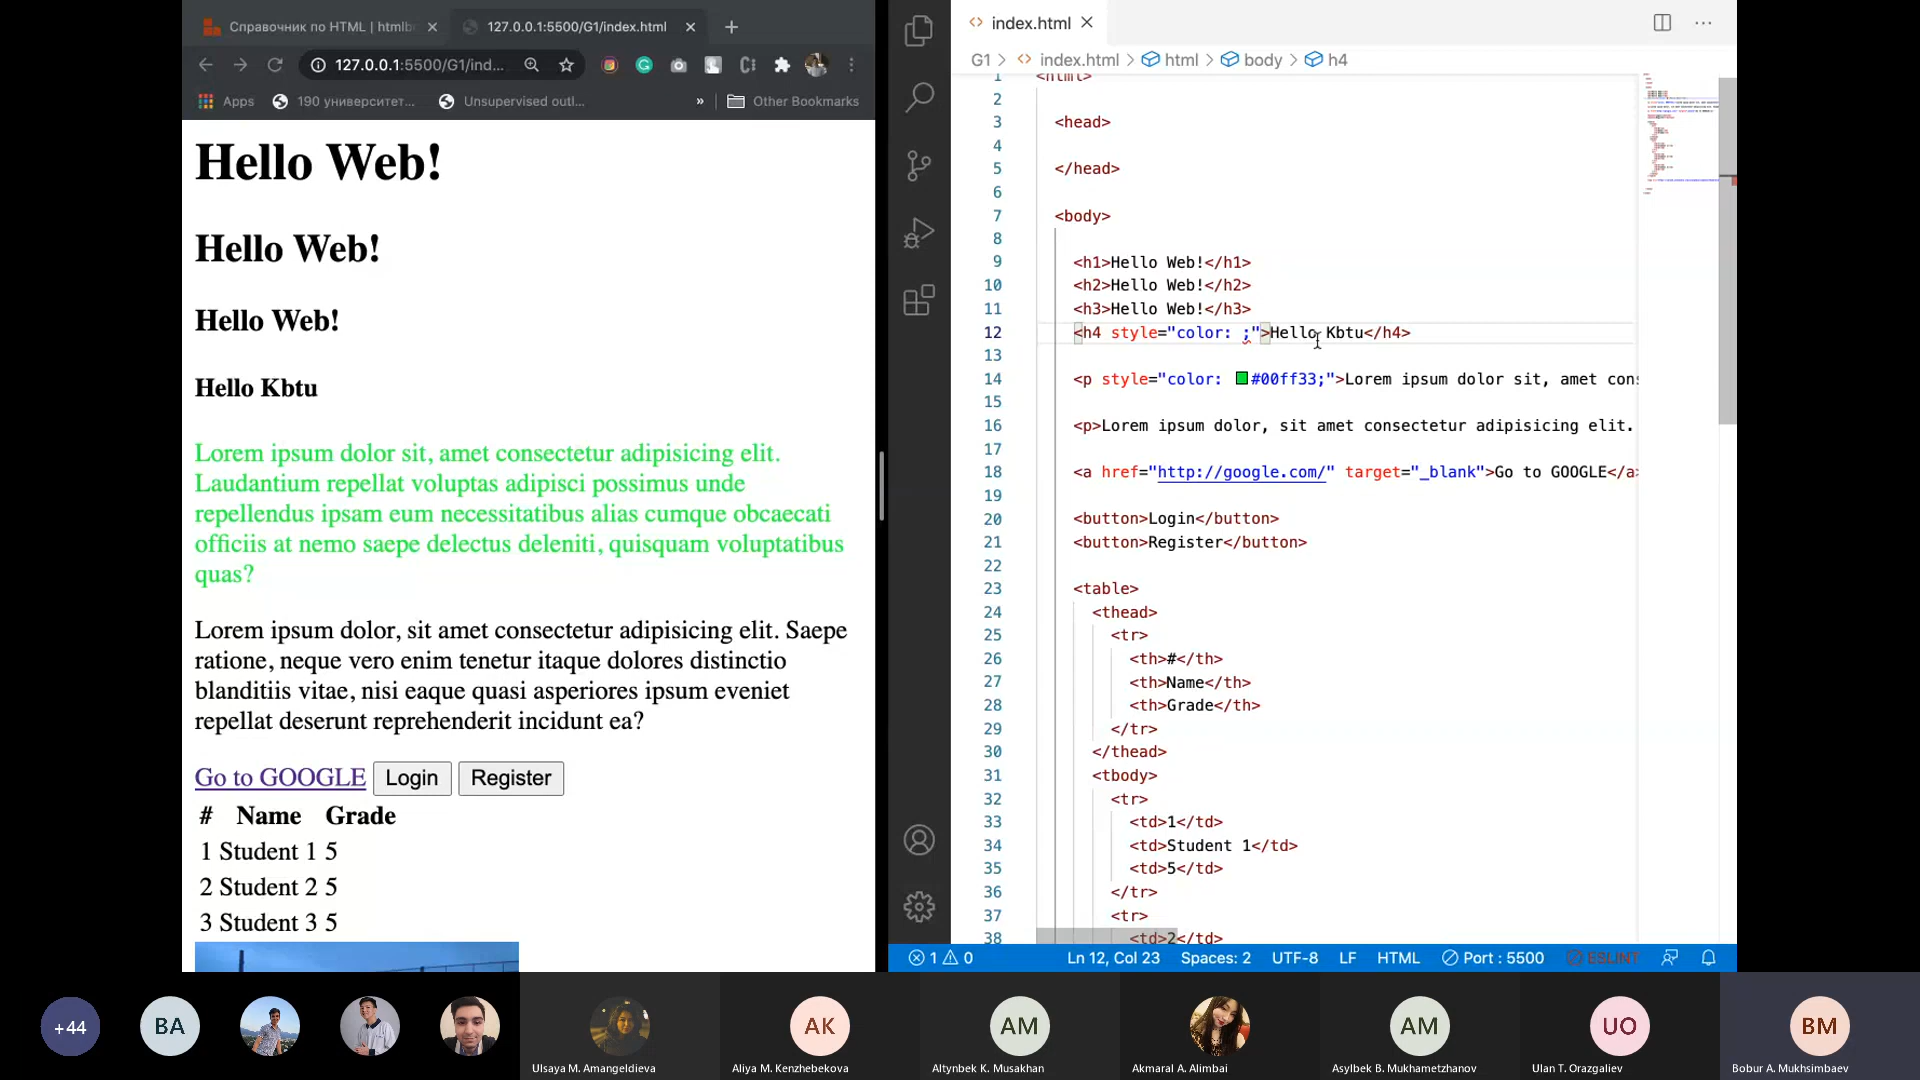 Справочник по HTML | htmlb
127.0.0.1:5500/G1/index.html
127.0.0.1:5500/G1/ind...
Apps
190 университет...
Unsupervised outl...
»
Other Bookmarks
Hello Web!
Hello Web!
Hello Web!
Hello Kbtu
Lorem ipsum dolor sit, amet consectetur adipisicing elit.
Laudantium repellat voluptas adipisci possimus unde
repellendus ipsam eum necessitatibus alias cumque obcaecati
officiis at nemo saepe delectus deleniti, quisquam voluptatibus
quas?
Lorem ipsum dolor, sit amet consectetur adipisicing elit. Saepe
ratione, neque vero enim tenetur itaque dolores distinctio
blanditiis vitae, nisi eaque quasi asperiores ipsum eveniet
repellat deserunt reprehenderit incidunt ea?
Go to GOOGLE Login Register
# Name Grade
1 Student 1 5
2 Student 2 5
3 Student 3 5
<> index.html
G1 > <> index.html > html > body > h4
1 <html>
2
3 <head>
4
5 </head>
6
7 <body>
8
9 <h1>Hello Web!</h1>
10 <h2>Hello Web!</h2>
11 <h3>Hello Web!</h3>
12 <h4 style="color: ;">Hello Kbtu</h4>
13
14 <p style="color: #00ff33;">Lorem ipsum dolor sit, amet con
15
16 <p>Lorem ipsum dolor, sit amet consectetur adipisicing elit.
17
18 <a href="http://google.com/" target="_blank">Go to GOOGLE</a>
19
20 <button>Login</button>
21 <button>Register</button>
22
23 <table>
24 <thead>
25 <tr>
26 <th>#</th>
27 <th>Name</th>
28 <th>Grade</th>
29 </tr>
30 </thead>
31 <tbody>
32 <tr>
33 <td>1</td>
34 <td>Student 1</td>
35 <td>5</td>
36 </tr>
37 <tr>
38 <td>2</td>
1 0 Ln 12, Col 23 Spaces: 2 UTF-8 LF HTML Port : 5500 ESLINT
+44 BA AK AM AM UO BM
Ulsaya M. Amangeldieva
Aliya M. Kenzhebekova
Altynbek K. Musakhan
Akmaral A. Alimbai
Asylbek B. Mukhametzhanov
Ulan T. Orazgaliev
Bobur A. Mukhsimbaev